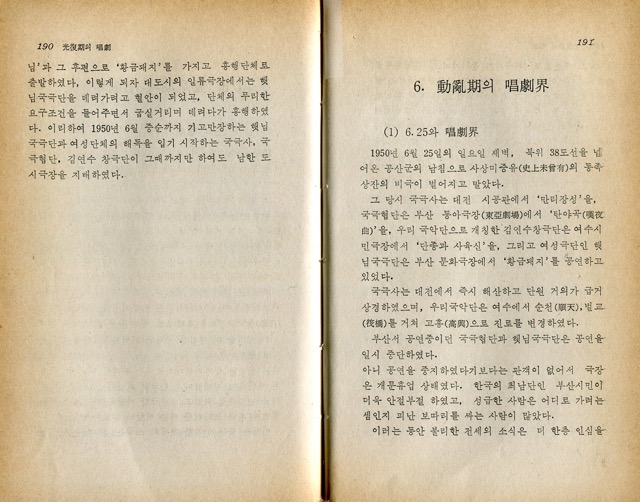 190 光復期의 唱劇
님'과 그 후편으로 '황금돼지'를 가지고 흥행단체로
출발하였다. 이렇게 되자 대도시의 일류극장에서는 햇
님국극단을 데려가려고 혈안이 되었고, 단체의 무리한
요구조건을 들어주면서 굽실거리며 데려다가 흥행하였
다. 이리하여 1950년 6월 중순까지 기고만장하는 햇님
국극단과 여성단체의 해독을 입기 시작하는 국극사, 국
극협단, 김연수 창극단이 그때까지만 하여도 남한 도
시극장을 지배하였다.
191
6. 動亂期의 唱劇界
(1) 6.25와 唱劇界
1950년 6월 25일의 일요일 새벽, 북위 38도선을 넘
어온 공산군의 남침으로 사상미증유(史上未曾有)의 동족
상잔의 비극이 벌어지고 말았다.
그 당시 국극사는 대전 시공관에서 '만리장성'을,
국극협단은 부산 동아극장(東亞劇場)에서 '탄야곡(嘆夜
曲)'을, 우리 국악단으로 개칭한 김연수창극단은 여수시
민극장에서 '단종과 사육신'을, 그리고 여성국극단인 햇
님국극단은 부산 문화극장에서 '황금돼지'를 공연하고
있었다.
국극사는 대전에서 즉시 해산하고 단원 거의가 급거
상경하였으며, 우리국악단은 여수에서 순천(順天), 벌교
(筏橋)를 거쳐 고흥(高興)으로 진로를 변경하였다.
부산서 공연중이던 국극협단과 햇님국극단은 공연을
일시 중단하였다.
아니 공연을 중지하였다기보다는 관객이 없어서 극장
은 개문휴업 상태였다. 한국의 최남단인 부산시민이
더욱 안절부절 하였고, 성급한 사람은 어디로 가려는
셈인지 피난 보따리를 싸는 사람이 많았다.
이러는 동안 불리한 전세의 소식은 더 한층 인심을